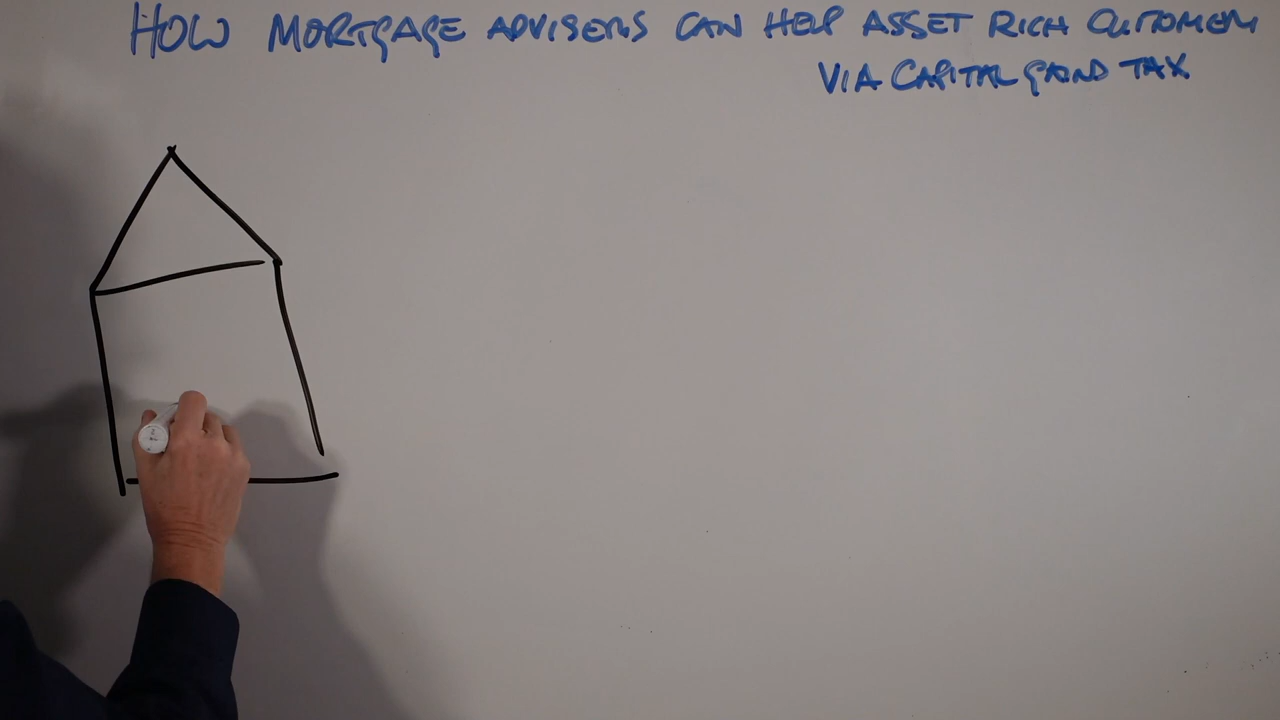 HOW MORTGAGE ADVISERS CAN HELP ASSET RICH CUSTOMERS
VIA CAPITAL GAINS TAX